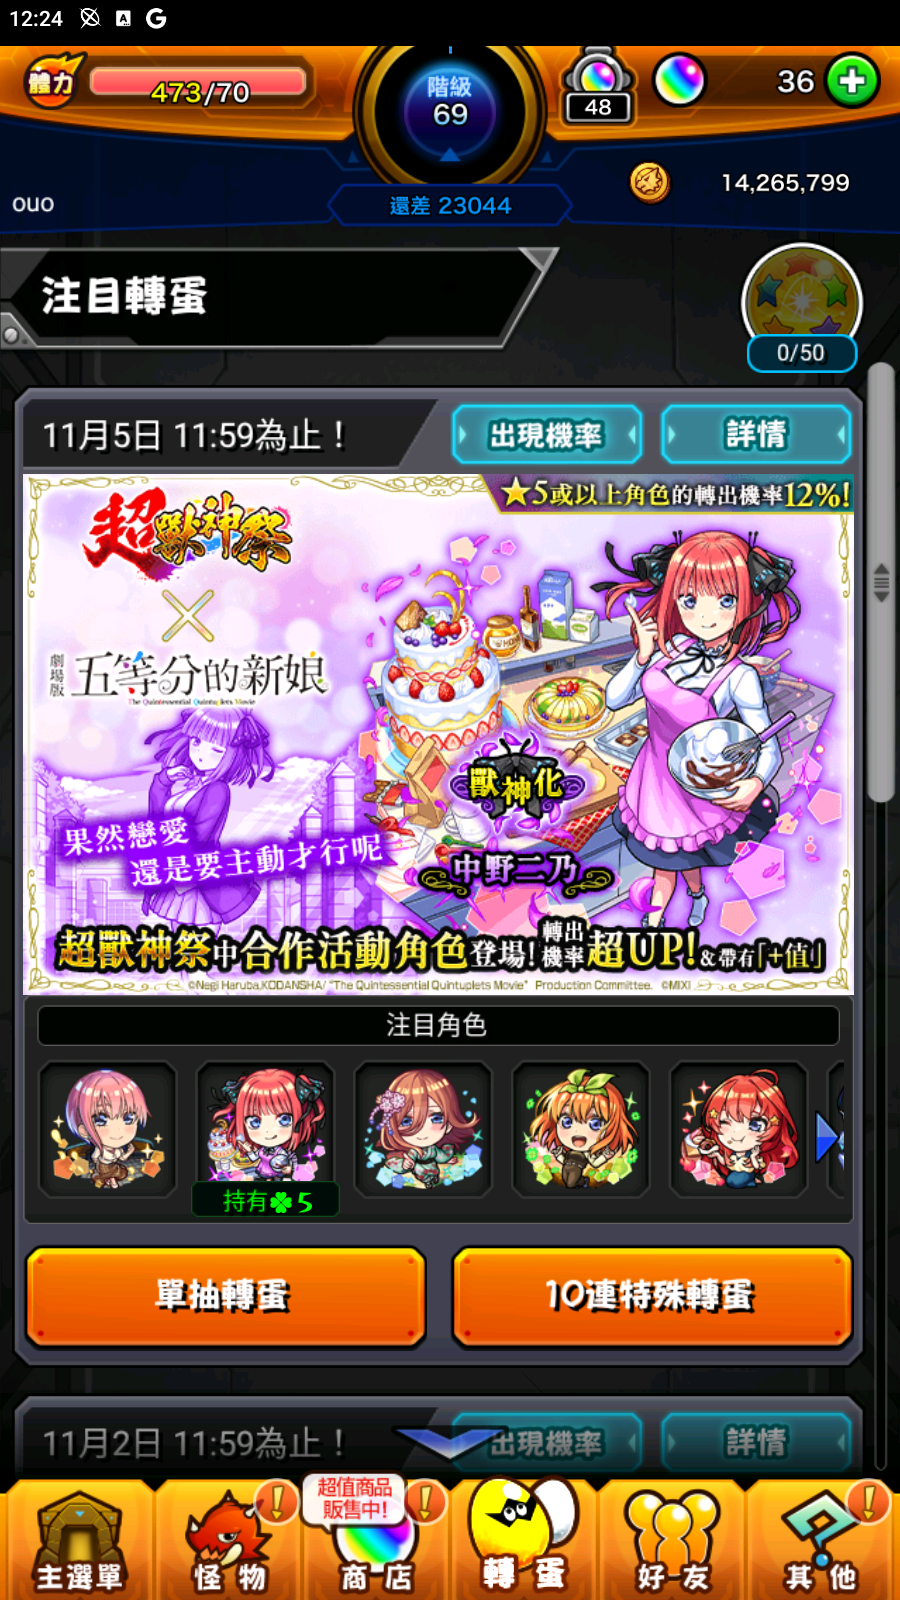 12:24
體力
473/70
階級
69
48
36
還差 23044
14,265,799
ouo
注目轉蛋
0/50
11月5日 11:59為止！
出現機率
詳情
★5或以上角色的轉出機率12%!
超獸神祭
×
劇場版 五等分的新娘
The Quintessential Quintuplets Movie
獸神化
果然戀愛
還是要主動才行呢
中野二乃
超獸神祭中合作活動角色登場!轉出機率超UP!&帶有「+值」
©Negi Haruba,KODANSHA/ "The Quintessential Quintuplets Movie" Production Committee. ©MIXI
注目角色
持有 5
單抽轉蛋
10連特殊轉蛋
11月2日 11:59為止！
出現機率
詳情
超值商品
販售中!
主選單
怪物
商店
轉蛋
好友
其他